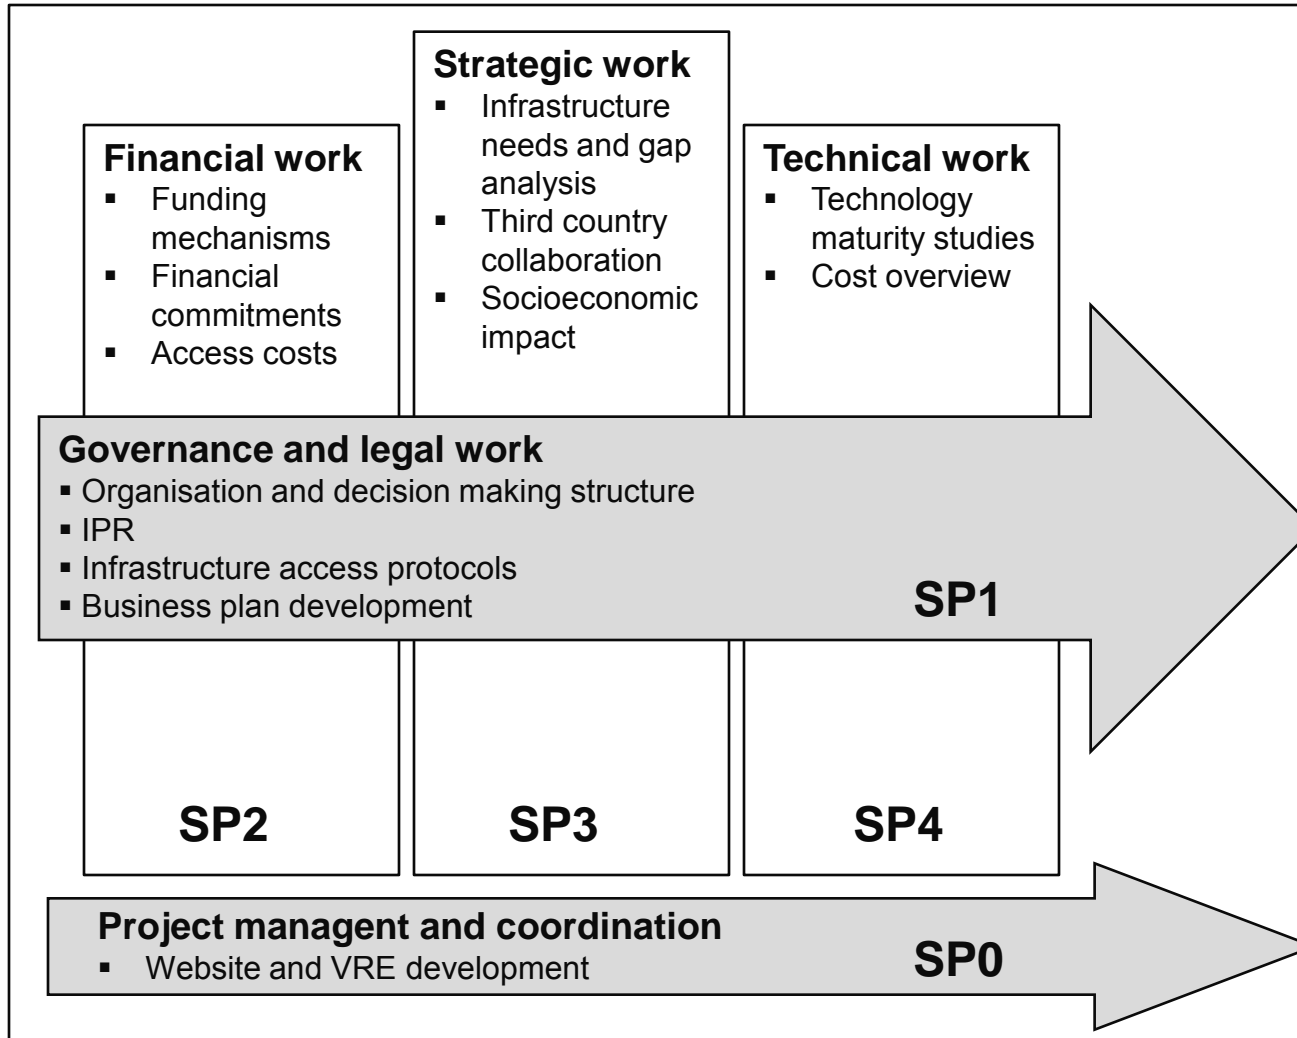 Strategic work
▪ Infrastructure
needs and gap
analysis
▪ Third country
collaboration
▪ Socioeconomic
impact
Financial work
▪ Funding
mechanisms
▪ Financial
commitments
▪ Access costs
Technical work
▪ Technology
maturity studies
▪ Cost overview
Governance and legal work
▪ Organisation and decision making structure
▪ IPR
▪ Infrastructure access protocols
▪ Business plan development
SP1
SP2
SP3
SP4
Project managent and coordination
▪ Website and VRE development
SP0